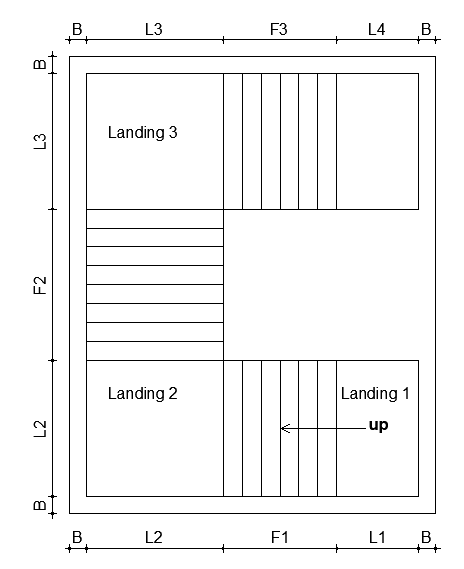 B L3 F3 L4 B
B
L3
Landing 3
F2
Landing 2 Landing 1
up
L2
B
B L2 F1 L1 B